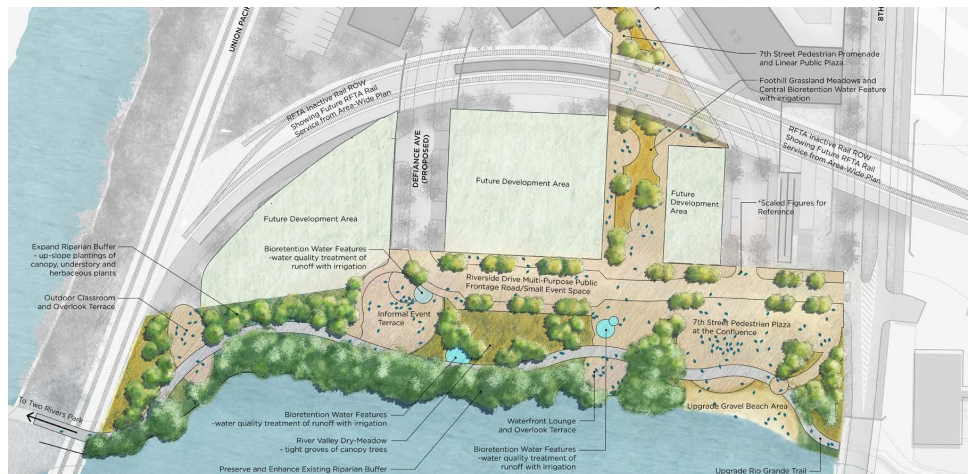 UNION PACIFIC
8TH
7th Street Pedestrian Promenade
and Linear Public Plaza
Foothill Grassland Meadows and
Central Bioretention Water Feature
with irrigation
RFTA Inactive Rail ROW
Showing Future RFTA Rail
Service from Area-Wide Plan
RFTA Inactive Rail ROW
Showing Future RFTA Rail
Service from Area-Wide Plan
DEFIANCE AVE
(PROPOSED)
Future Development Area
Future
Development
Area
*Scaled Figures for
Reference
Future Development Area
Expand Riparian Buffer
- up-slope plantings of
canopy, understory and
herbaceous plants
Bioretention Water Features
-water quality treatment of
runoff with irrigation
Riverside Drive Multi-Purpose Public
Frontage Road/Small Event Space
Outdoor Classroom
and Overlook Terrace
Informal Event
Terrace
7th Street Pedestrian Plaza
at the Confluence
To Two Rivers Park
Upgrade Gravel Beach Area
Bioretention Water Features
-water quality treatment of runoff with irrigation
Waterfront Lounge
and Overlook Terrace
River Valley Dry-Meadow
- tight groves of canopy trees
Bioretention Water Features
-water quality treatment of
runoff with irrigation
Preserve and Enhance Existing Riparian Buffer
Upgrade Rio Grande Trail